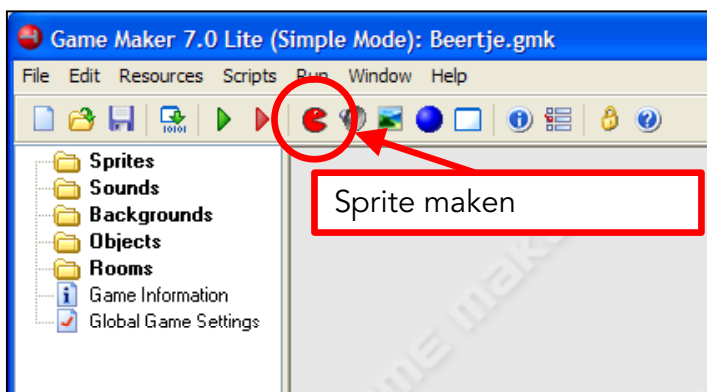 Game Maker 7.0 Lite (Simple Mode): Beertje.gmk
File Edit Resources Scripts Run Window Help
Sprites
Sounds
Backgrounds
Objects
Rooms
Game Information
Global Game Settings
Sprite maken